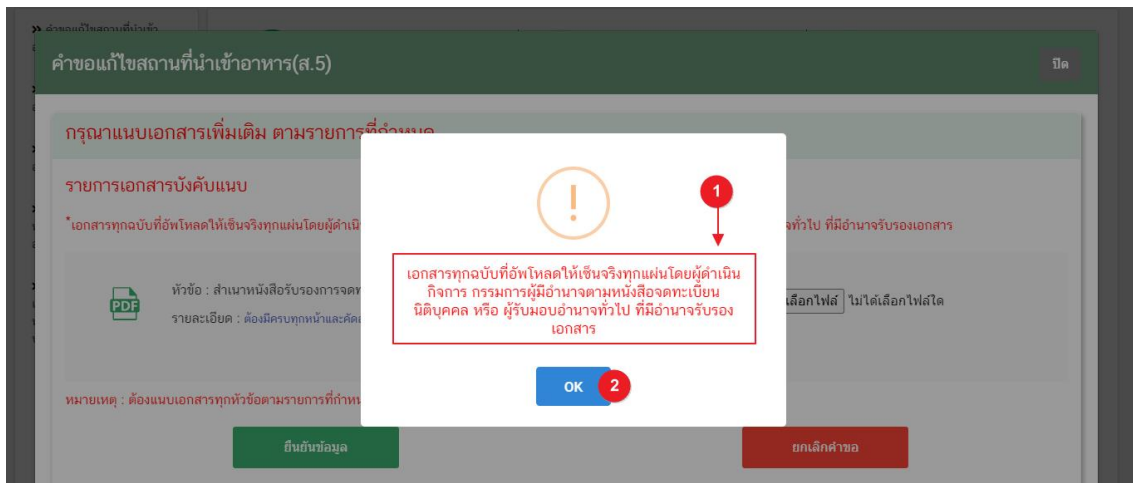 คำขอแก้ไขสถานที่นำเข้า
คำขอแก้ไขสถานที่นำเข้าอาหาร(ส.5)
ปิด
กรุณาแนบเอกสารเพิ่มเติม ตามรายการที่กำหนด
รายการเอกสารบังคับแนบ
1
*เอกสารทุกฉบับที่อัพโหลดให้เซ็นจริงทุกแผ่นโดยผู้ดำเนิ
ทั่วไป ที่มีอำนาจรับรองเอกสาร
เอกสารทุกฉบับที่อัพโหลดให้เซ็นจริงทุกแผ่นโดยผู้ดำเนิน
กิจการ กรรมการผู้มีอำนาจตามหนังสือจดทะเบียน
นิติบุคคล หรือ ผู้รับมอบอำนาจทั่วไป ที่มีอำนาจรับรอง
เอกสาร
PDF
หัวข้อ : สำเนาหนังสือรับรองการจดท
รายละเอียด : ต้องมีครบทุกหน้าและคัด
เลือกไฟล์ ไม่ได้เลือกไฟล์ใด
OK 2
หมายเหตุ : ต้องแนบเอกสารทุกหัวข้อตามรายการที่กำหน
ยืนยันข้อมูล
ยกเลิกคำขอ